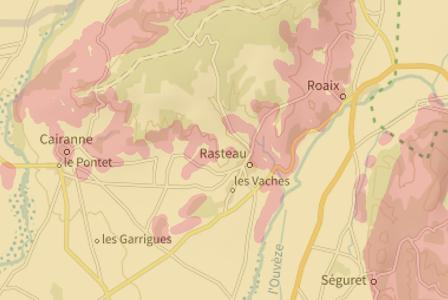 Roaix
Cairanne
le Pontet
Rasteau
les Vaches
les Garrigues
l'Ouvèze
Séguret